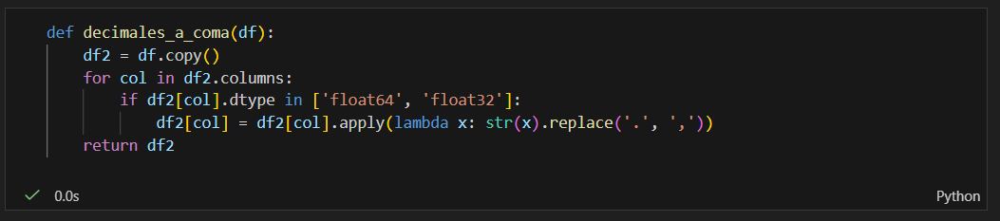 def decimales_a_coma(df):
    df2 = df.copy()
    for col in df2.columns:
        if df2[col].dtype in ['float64', 'float32']:
            df2[col] = df2[col].apply(lambda x: str(x).replace('.', ','))
    return df2
0.0s
Python